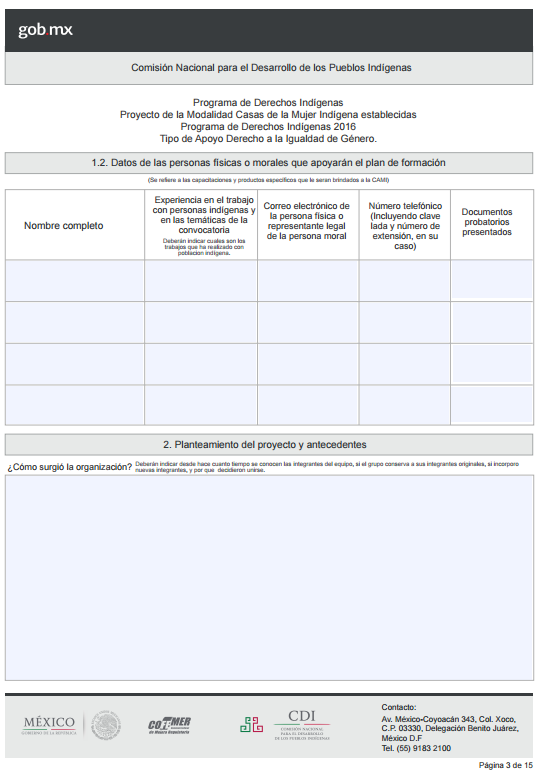 gob mx
Comisión Nacional para el Desarrollo de los Pueblos Indígenas
Programa de Derechos Indígenas
Proyecto de la Modalidad Casas de la Mujer Indígena establecidas
Programa de Derechos Indígenas 2016
Tipo de Apoyo Derecho a la Igualdad de Género.
1.2. Datos de las personas físicas o morales que apoyarán el plan de formación
(Se refiere a las capacitaciones y productos específicos que le seran brindados a la CAMI)
Nombre completo
Experiencia en el trabajo
con personas indígenas y
en las temáticas de la
convocatoria
Deberán indicar cuales son los
trabajos que ha realizado con
poblacion indígena.
Correo electrónico de
la persona física o
representante legal
de la persona moral
Número telefónico
(Incluyendo clave
lada y número de
extensión, en su
caso)
Documentos
probatorios
presentados
2. Planteamiento del proyecto y antecedentes
¿Cómo surgió la organización? Deberán indicar desde hace cuanto tiempo se conocen las integrantes del equipo, si el grupo conserva a sus integrantes originales, si incorporo
nuevas integrantes, y por que decidieron unirse.
MÉXICO
GOBIERNO DE LA REPÚBLICA
COFEMER
de Mejora Regulatoria
CDI
COMISIÓN NACIONAL
PARA EL DESARROLLO
DE LOS PUEBLOS INDÍGENAS
Contacto:
Av. México-Coyoacán 343, Col. Xoco,
C.P. 03330, Delegación Benito Juárez,
México D.F
Tel. (55) 9183 2100
Página 3 de 15